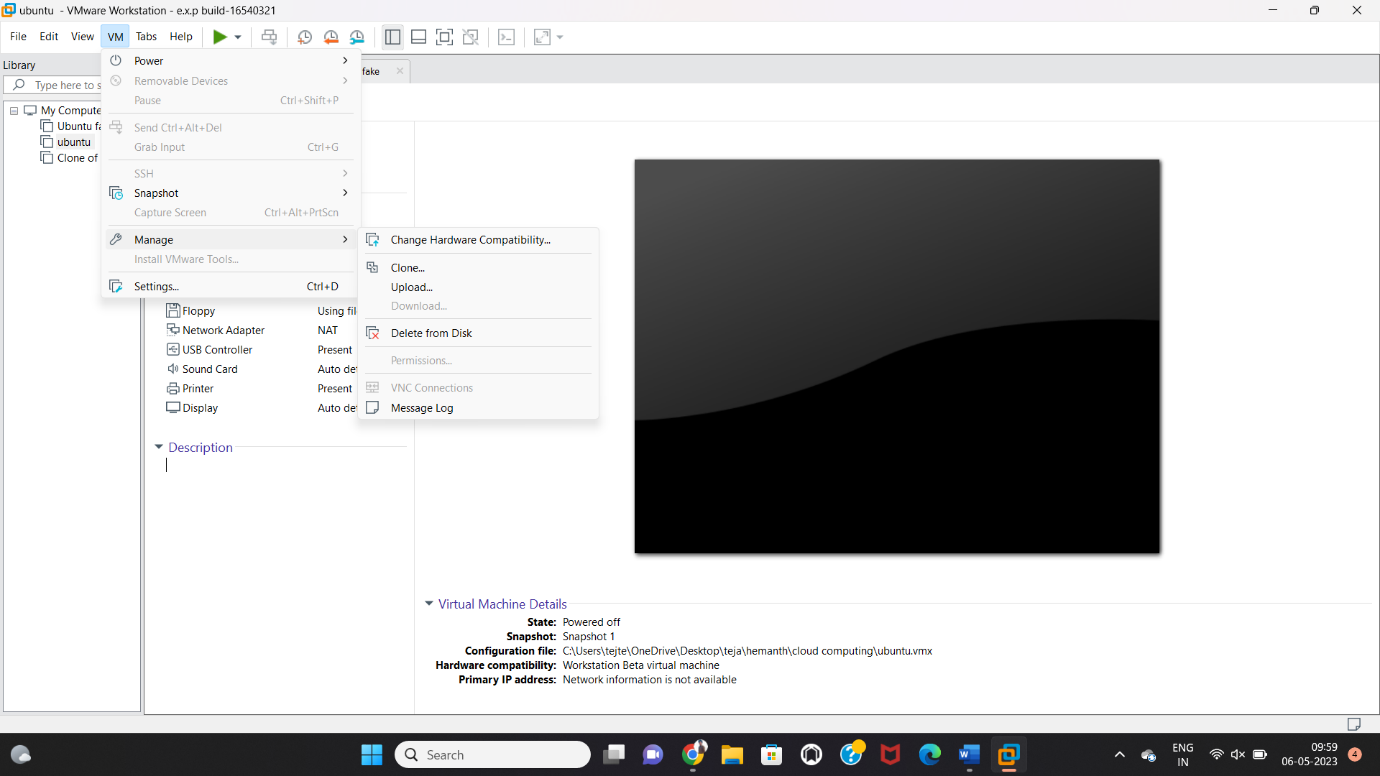 ubuntu - VMware Workstation - e.x.p build-16540321
File Edit View VM Tabs Help
Library
Type here to s
My Compute
Ubuntu fa
ubuntu
Clone of
fake
Power
Removable Devices
Pause Ctrl+Shift+P
Send Ctrl+Alt+Del
Grab Input Ctrl+G
SSH
Snapshot
Capture Screen Ctrl+Alt+PrtScn
Manage
Install VMware Tools...
Settings... Ctrl+D
Change Hardware Compatibility...
Clone...
Upload...
Download...
Delete from Disk
Permissions...
VNC Connections
Message Log
Floppy Using fil
Network Adapter NAT
USB Controller Present
Sound Card Auto det
Printer Present
Display Auto det
Description
Virtual Machine Details
State: Powered off
Snapshot: Snapshot 1
Configuration file: C:\Users\tejte\OneDrive\Desktop\teja\hemanth\cloud computing\ubuntu.vmx
Hardware compatibility: Workstation Beta virtual machine
Primary IP address: Network information is not available
Search
ENG
IN
09:59
06-05-2023
4